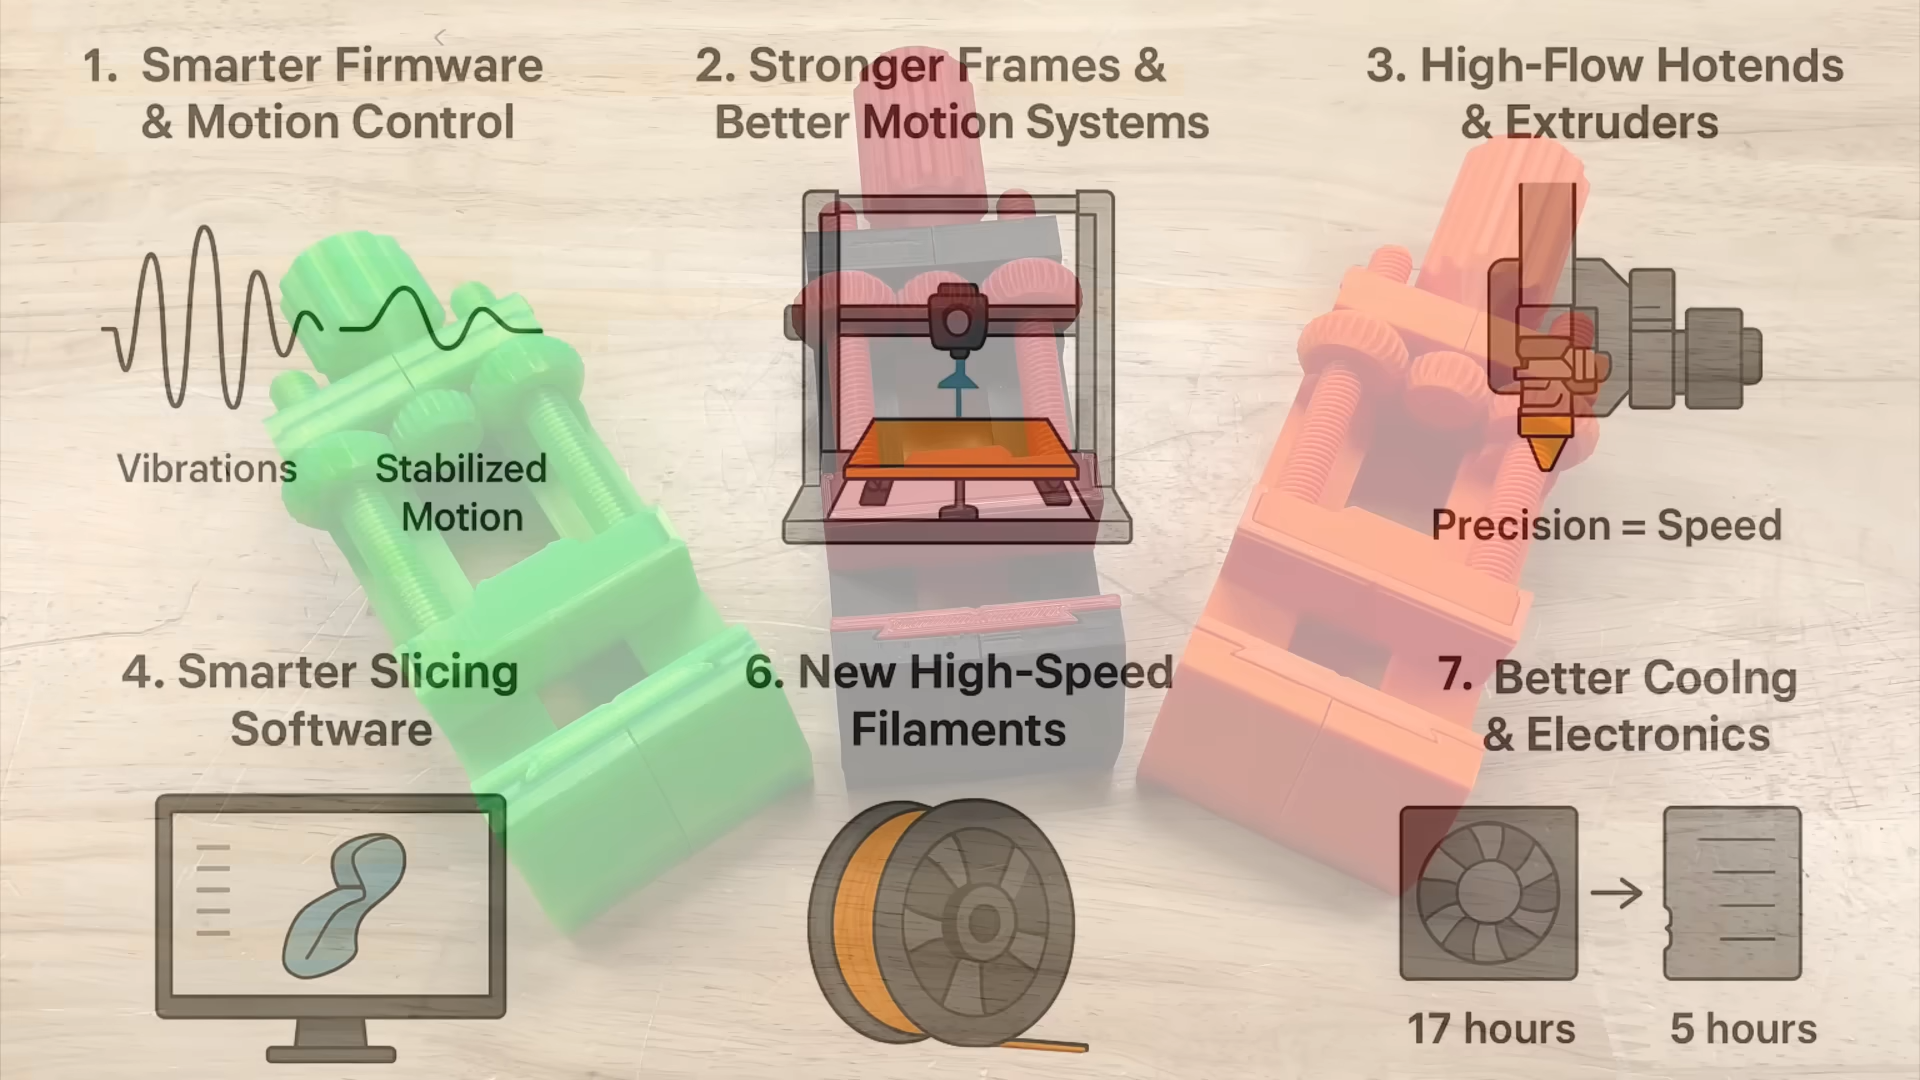 1. Smarter Firmware
& Motion Control
2. Stronger Frames &
Better Motion Systems
3. High-Flow Hotends
& Extruders
Vibrations
Stabilized
Motion
Precision = Speed
4. Smarter Slicing
Software
6. New High-Speed
Filaments
7. Better Coolng
& Electronics
17 hours
5 hours